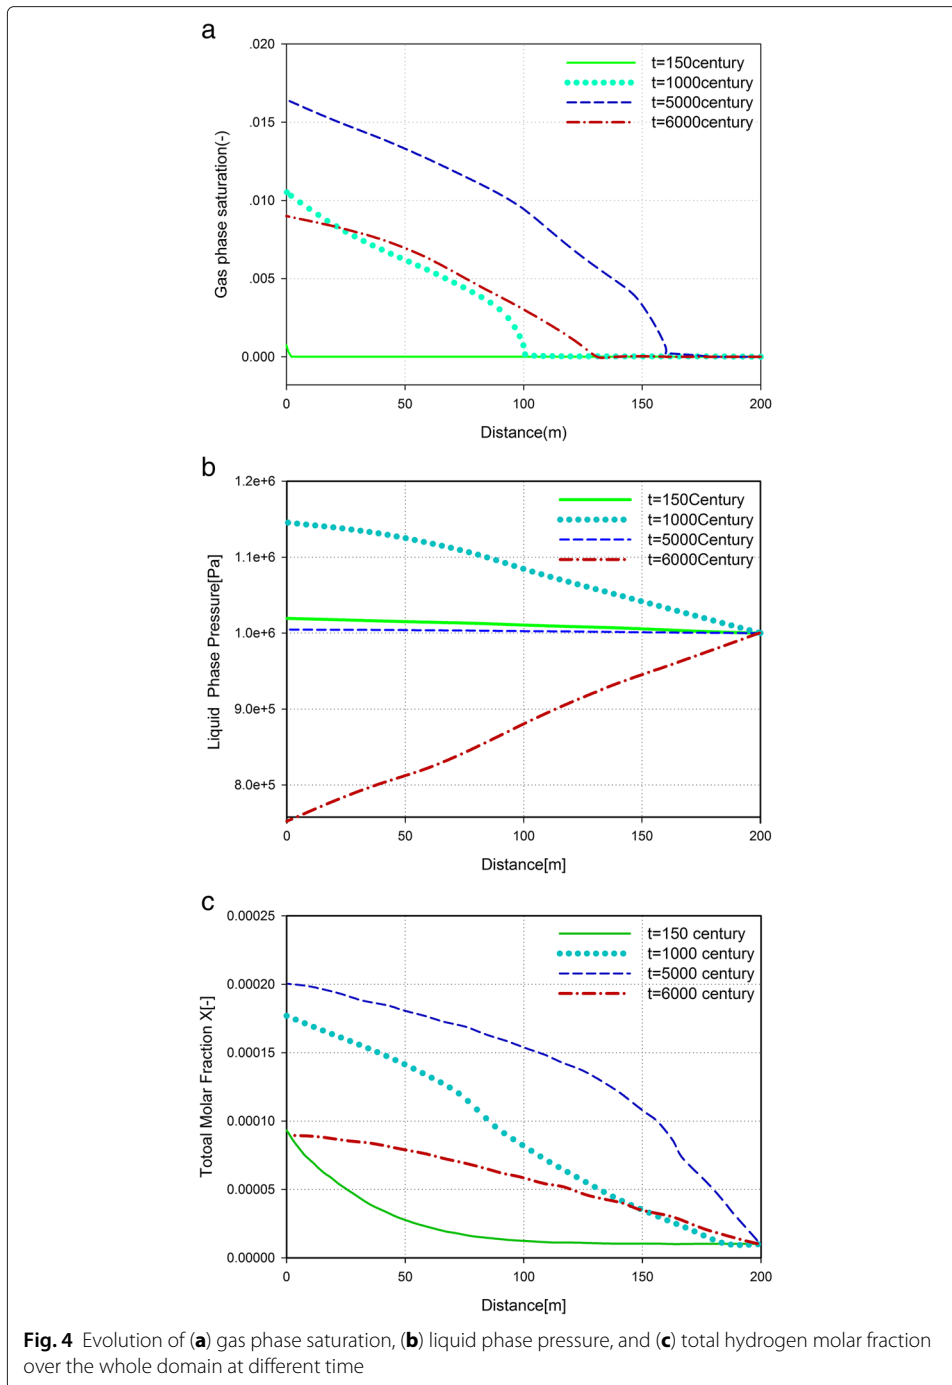 a
.020
.015
.010
.005
0.000
Gas phase saturation(-)
t=150century
t=1000century
t=5000century
t=6000century
0 50 100 150 200
Distance(m)
b
1.2e+6
1.1e+6
1.0e+6
9.0e+5
8.0e+5
Liquid Phase Pressure[Pa]
t=150Century
t=1000Century
t=5000Century
t=6000Century
0 50 100 150 200
Distance[m]
c
0.00025
0.00020
0.00015
0.00010
0.00005
0.00000
Totoal Molar Fraction X[-]
t=150 century
t=1000 century
t=5000 century
t=6000 century
0 50 100 150 200
Distance[m]
Fig. 4 Evolution of (a) gas phase saturation, (b) liquid phase pressure, and (c) total hydrogen molar fraction
over the whole domain at different time